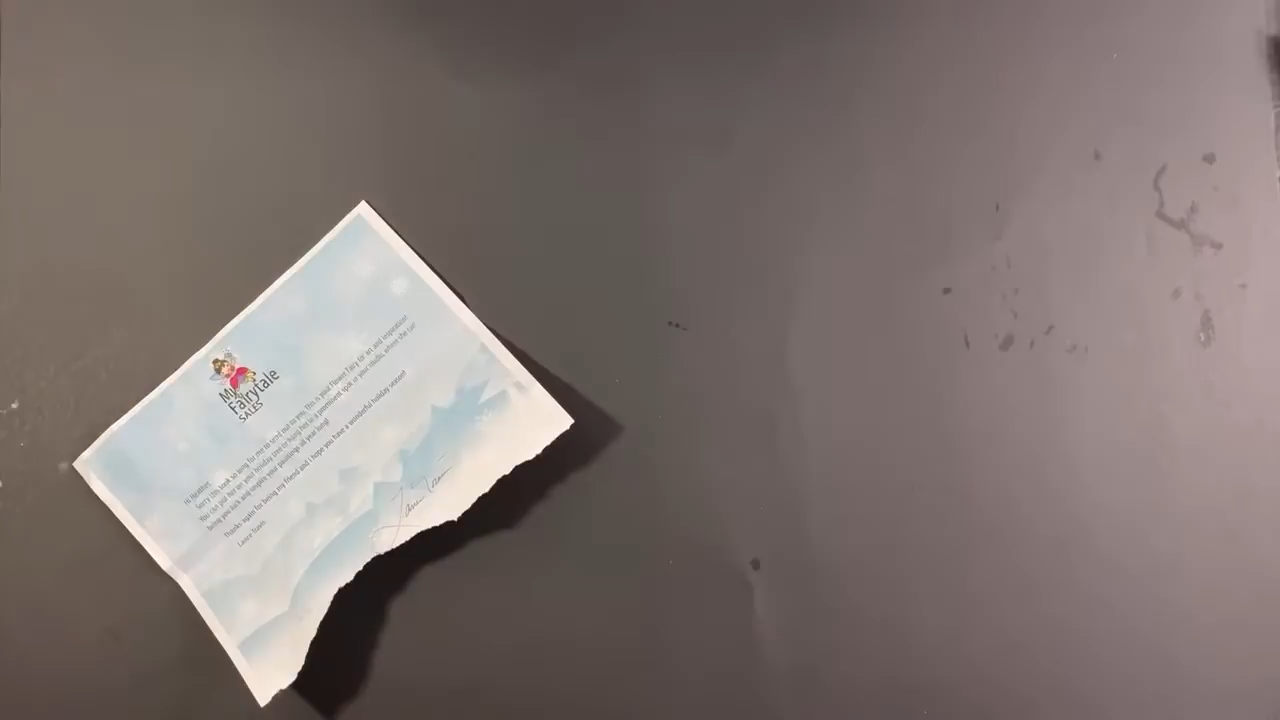 My
Fairytale
SALES
Hi Heather,
Sorry this took so long for me to send out to you. This is your Flower Fairy for art and inspiration!
You can put her on your holiday tree or hang her in a prominent spot in your studio, where she can
bring you luck and inspire your paintings all year long!
Thanks again for being my friend and I hope you have a wonderful holiday season!
Lance Travis